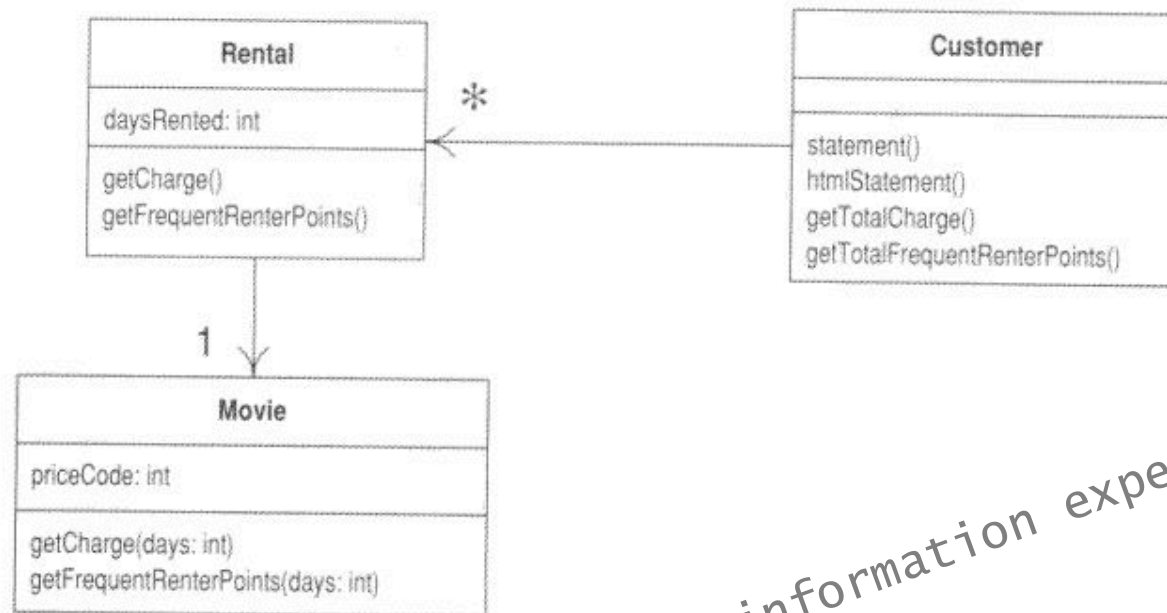 Rental
daysRented: int
getCharge()
getFrequentRenterPoints()
*
Customer
statement()
htmlStatement()
getTotalCharge()
getTotalFrequentRenterPoints()
1
Movie
priceCode: int
getCharge(days: int)
getFrequentRenterPoints(days: int)
information expe